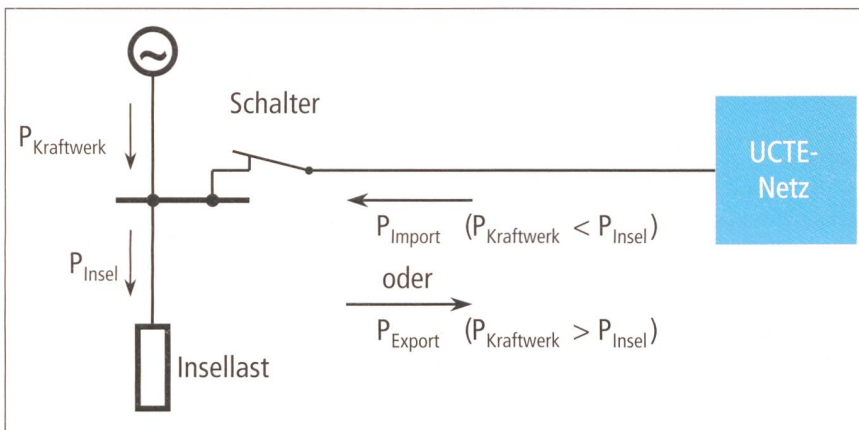 ~
Schalter
P_Kraftwerk
UCTE-
Netz
P_Import (P_Kraftwerk < P_Insel)
P_Insel
oder
P_Export (P_Kraftwerk > P_Insel)
Insellast